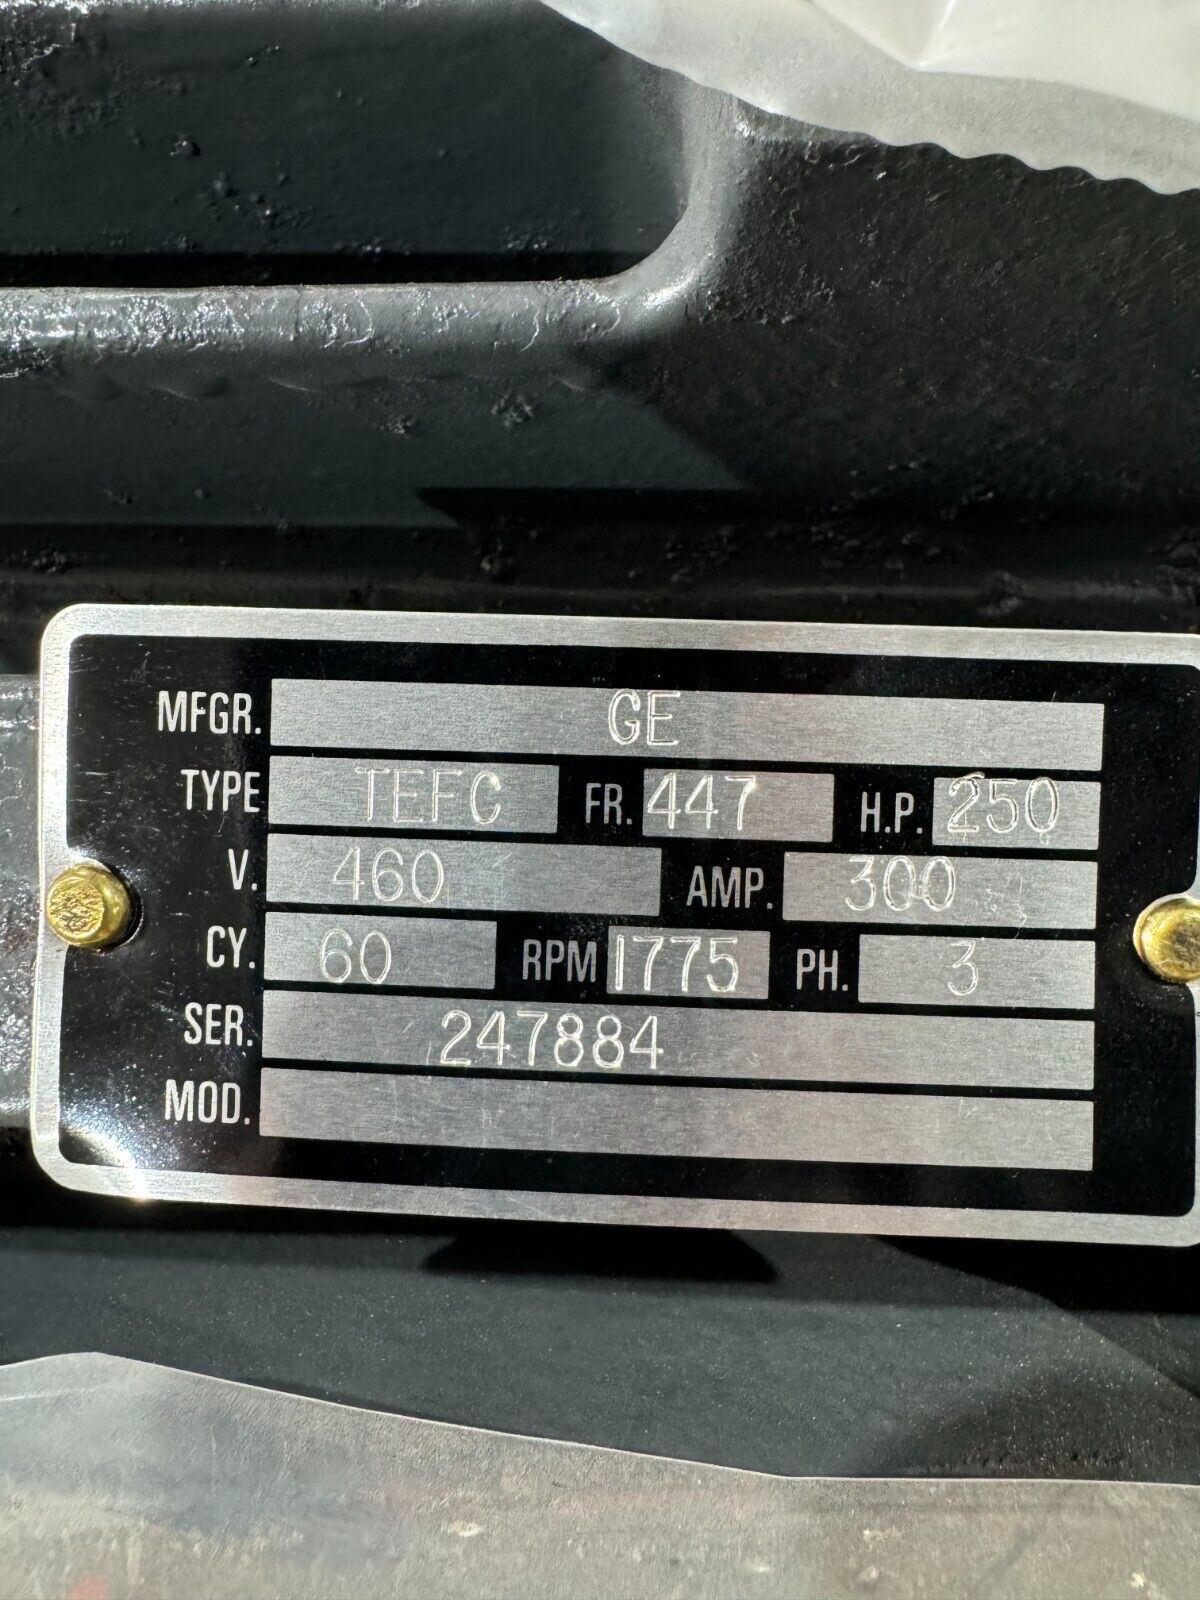 MFGR. GE
TYPE TEFC FR. 447 H.P. 250
V. 460 AMP. 300
CY. 60 RPM 1775 PH. 3
SER. 247884
MOD.